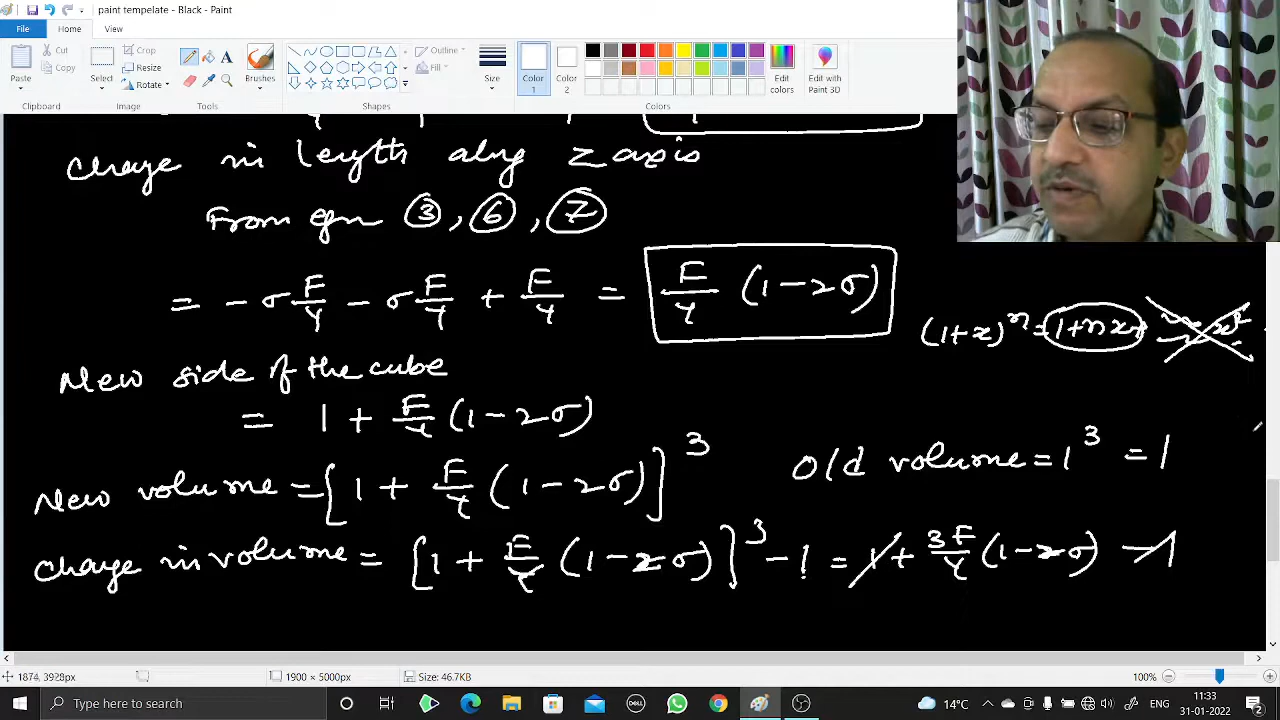 paint tempelate - Black - Paint
File Home View
Paste Cut Copy Clipboard
Select Crop Resize Rotate Image
Tools
Brushes
Outline Fill Shapes
Size
Color 1 Color 2 Edit colors Colors
Edit with Paint 3D
Change in length along Z axis
From eqn ③, ⑥, ⑦
= - σ F/Y - σ F/Y + F/Y = F/Y (1-2σ)
(1+x)^n = 1+nx+
New side of the cube
= 1 + F/Y (1-2σ)
New volume = [1 + F/Y (1-2σ)]^3
Old volume = 1^3 = 1
Change in volume = [1 + F/Y (1-2σ)]^3 - 1 = 1 + 3F/Y (1-2σ) - 1
1874, 3928px
1900 × 5000px
100%
Type here to search
DELL
14°C
ENG
11:33
31-01-2022
2